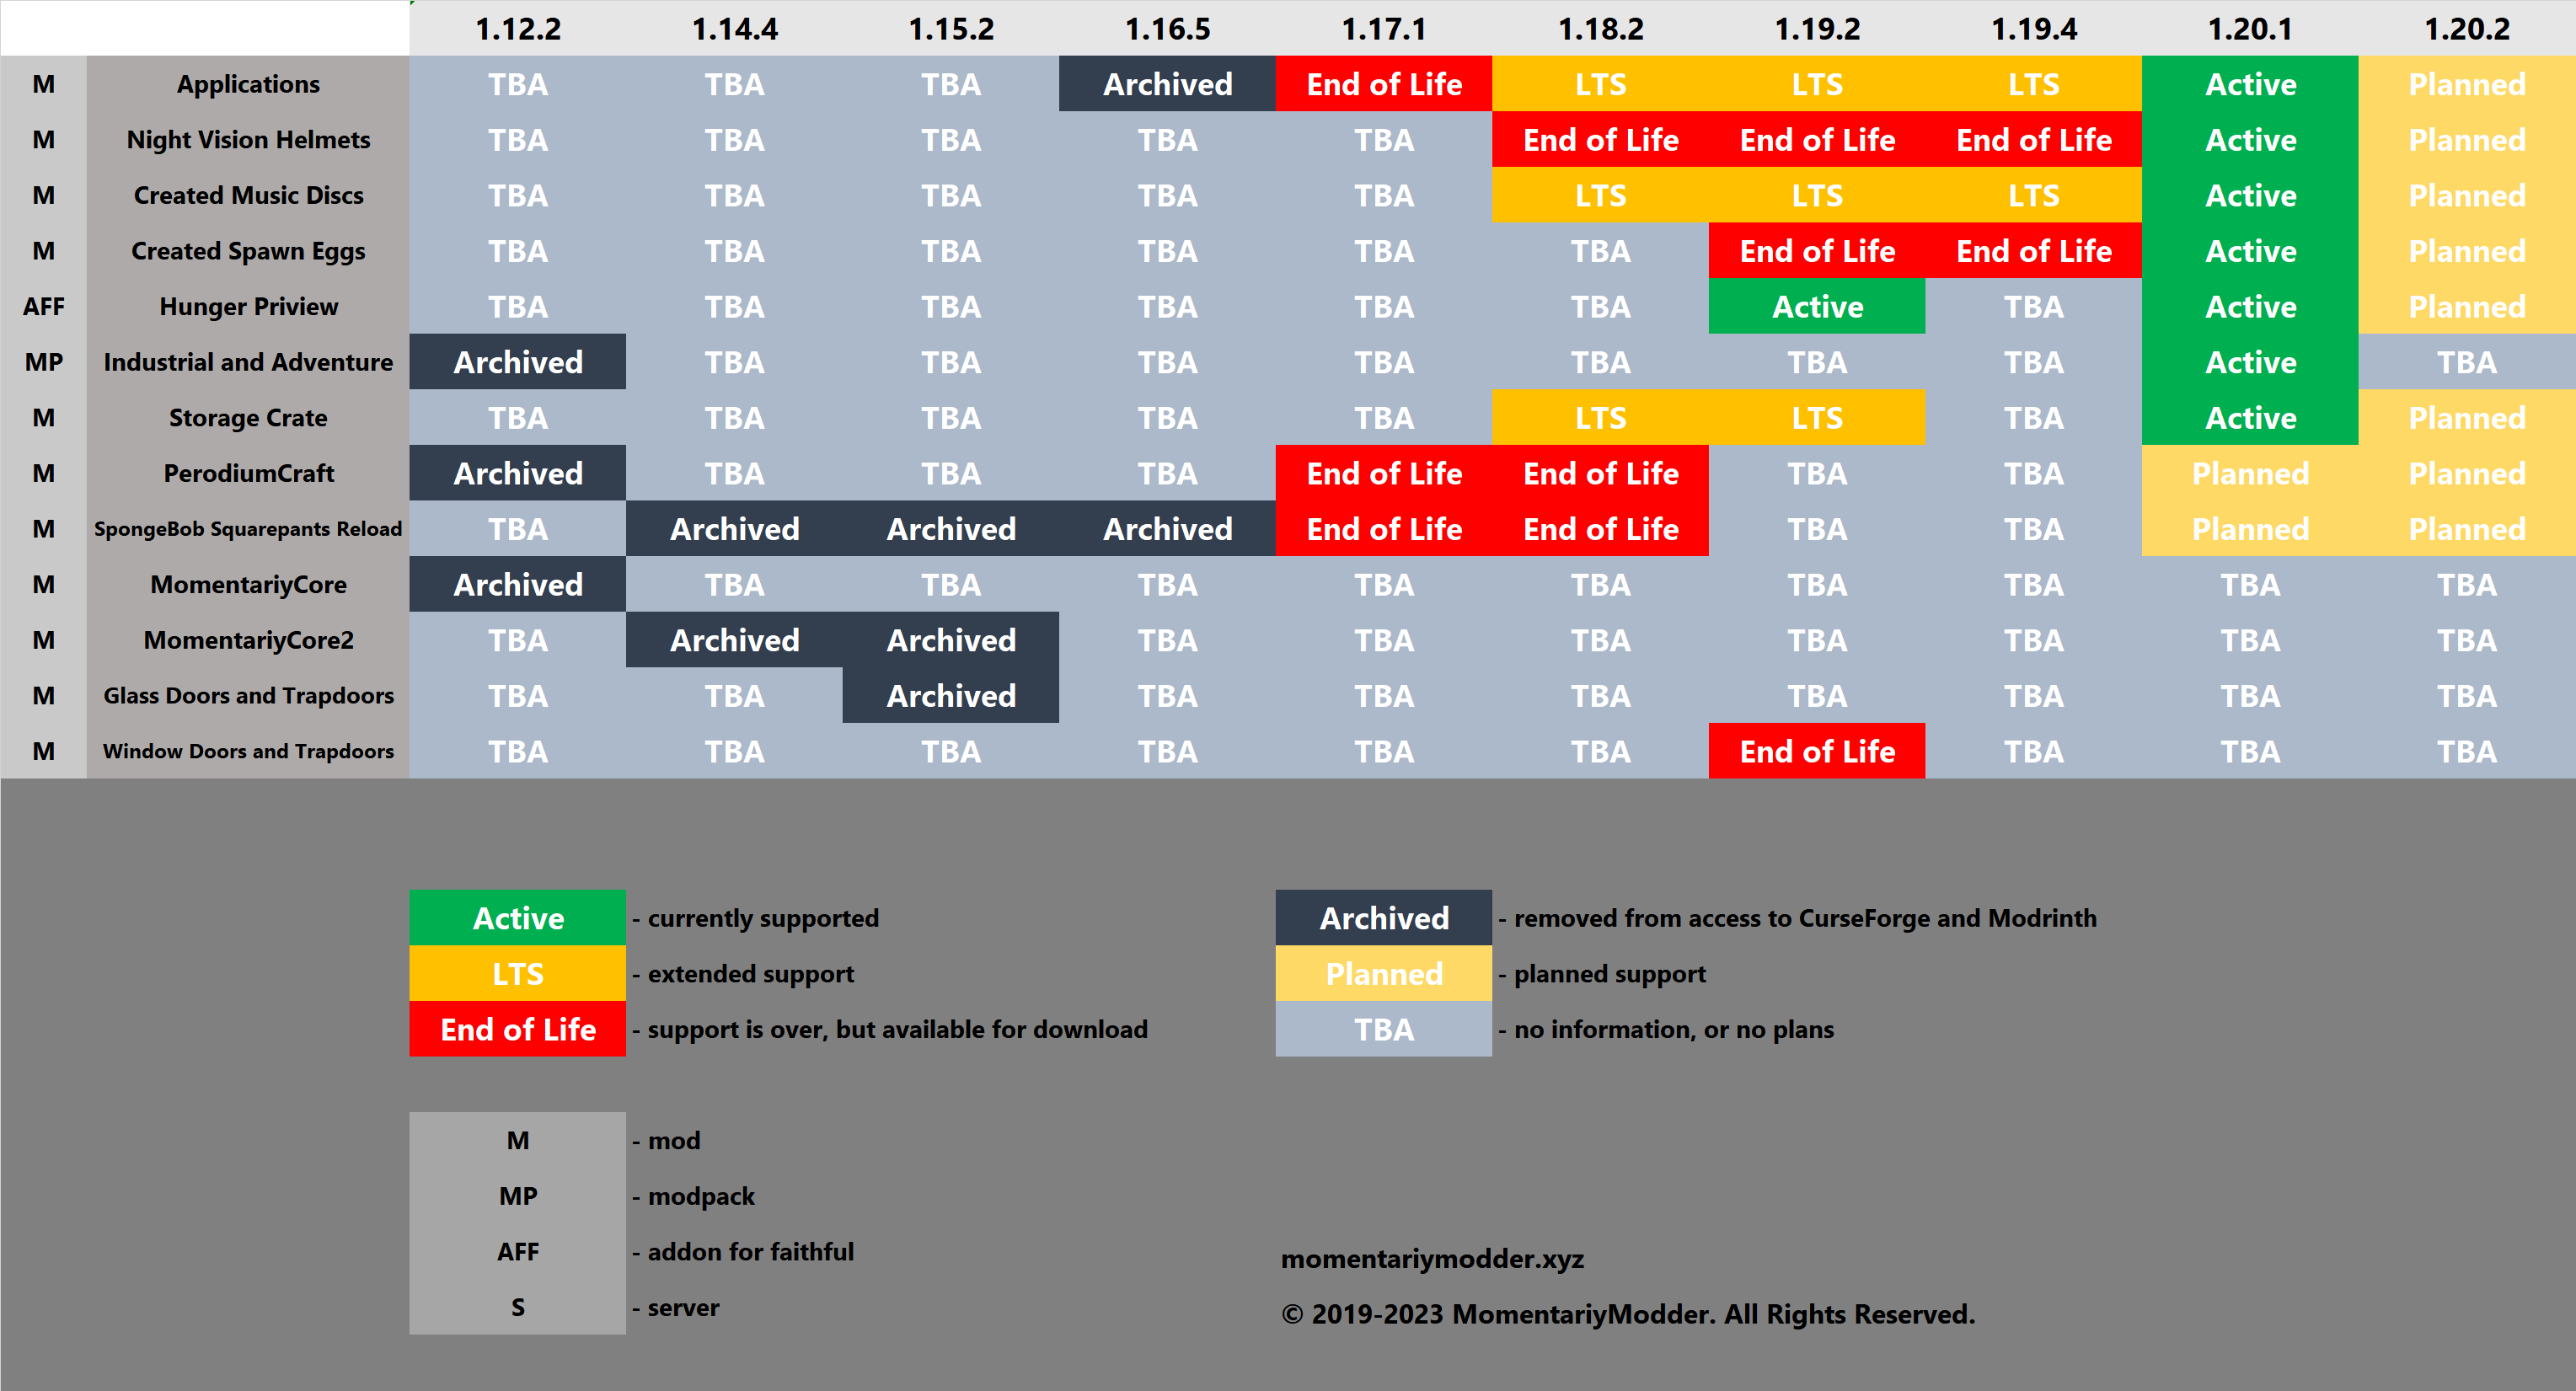 1.12.2 1.14.4 1.15.2 1.16.5 1.17.1 1.18.2 1.19.2 1.19.4 1.20.1 1.20.2
M Applications TBA TBA TBA Archived End of Life LTS LTS LTS Active Planned
M Night Vision Helmets TBA TBA TBA TBA TBA End of Life End of Life End of Life Active Planned
M Created Music Discs TBA TBA TBA TBA TBA LTS LTS LTS Active Planned
M Created Spawn Eggs TBA TBA TBA TBA TBA TBA End of Life End of Life Active Planned
AFF Hunger Priview TBA TBA TBA TBA TBA TBA Active TBA Active Planned
MP Industrial and Adventure Archived TBA TBA TBA TBA TBA TBA TBA Active TBA
M Storage Crate TBA TBA TBA TBA TBA LTS LTS TBA Active Planned
M PerodiumCraft Archived TBA TBA TBA End of Life End of Life TBA TBA Planned Planned
M SpongeBob Squarepants Reload TBA Archived Archived Archived End of Life End of Life TBA TBA Planned Planned
M MomentariyCore Archived TBA TBA TBA TBA TBA TBA TBA TBA TBA
M MomentariyCore2 TBA Archived Archived TBA TBA TBA TBA TBA TBA TBA
M Glass Doors and Trapdoors TBA TBA Archived TBA TBA TBA TBA TBA TBA TBA
M Window Doors and Trapdoors TBA TBA TBA TBA TBA TBA End of Life TBA TBA TBA
Active - currently supported
LTS - extended support
End of Life - support is over, but available for download
Archived - removed from access to CurseForge and Modrinth
Planned - planned support
TBA - no information, or no plans
M - mod
MP - modpack
AFF - addon for faithful
S - server
momentariymodder.xyz
© 2019-2023 MomentariyModder. All Rights Reserved.